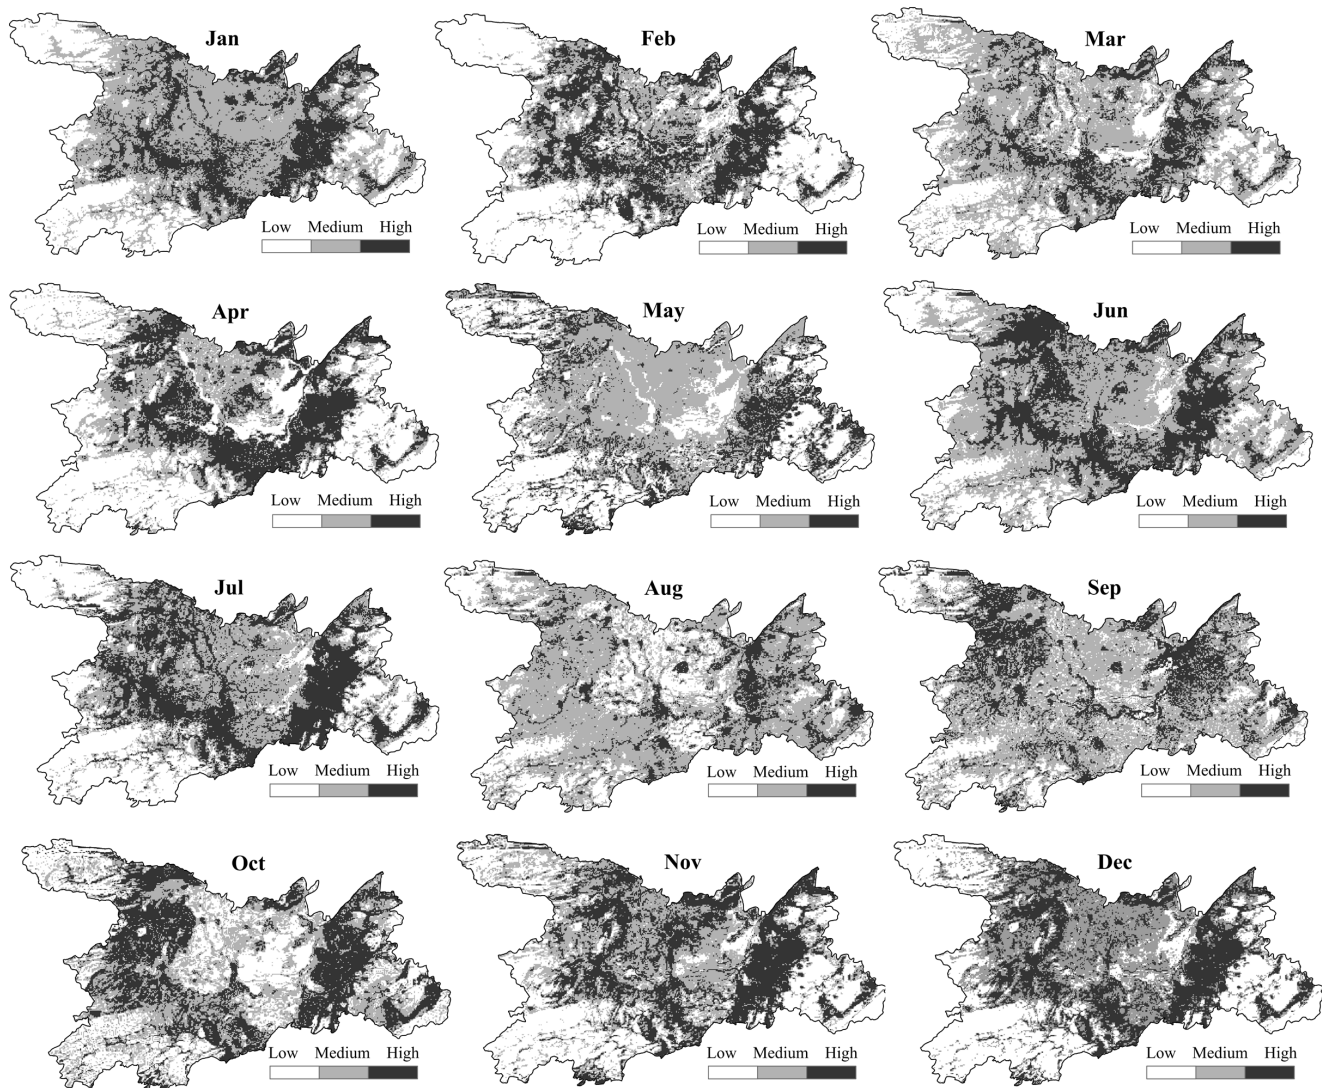 Jan
Feb
Mar
Low Medium High
Low Medium High
Low Medium High
Apr
May
Jun
Low Medium High
Low Medium High
Low Medium High
Jul
Aug
Sep
Low Medium High
Low Medium High
Low Medium High
Oct
Nov
Dec
Low Medium High
Low Medium High
Low Medium High